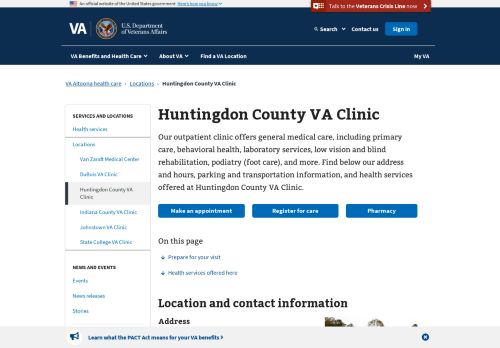 An official website of the United States government. Here's how you know
Talk to the Veterans Crisis Line now
VA
U.S. Department
of Veterans Affairs
Search
Contact us
Sign in
VA Benefits and Health Care
About VA
Find a VA Location
My VA
VA Altoona health care › Locations › Huntingdon County VA Clinic
SERVICES AND LOCATIONS
Health services
Locations
Van Zandt Medical Center
DuBois VA Clinic
Huntingdon County VA
Clinic
Indiana County VA Clinic
Johnstown VA Clinic
State College VA Clinic
NEWS AND EVENTS
Events
News releases
Stories
Huntingdon County VA Clinic
Our outpatient clinic offers general medical care, including primary
care, behavioral health, laboratory services, low vision and blind
rehabilitation, podiatry (foot care), and more. Find below our address
and hours, parking and transportation information, and health services
offered at Huntingdon County VA Clinic.
Make an appointment
Register for care
Pharmacy
On this page
Prepare for your visit
Health services offered here
Location and contact information
Address
Learn what the PACT Act means for your VA benefits